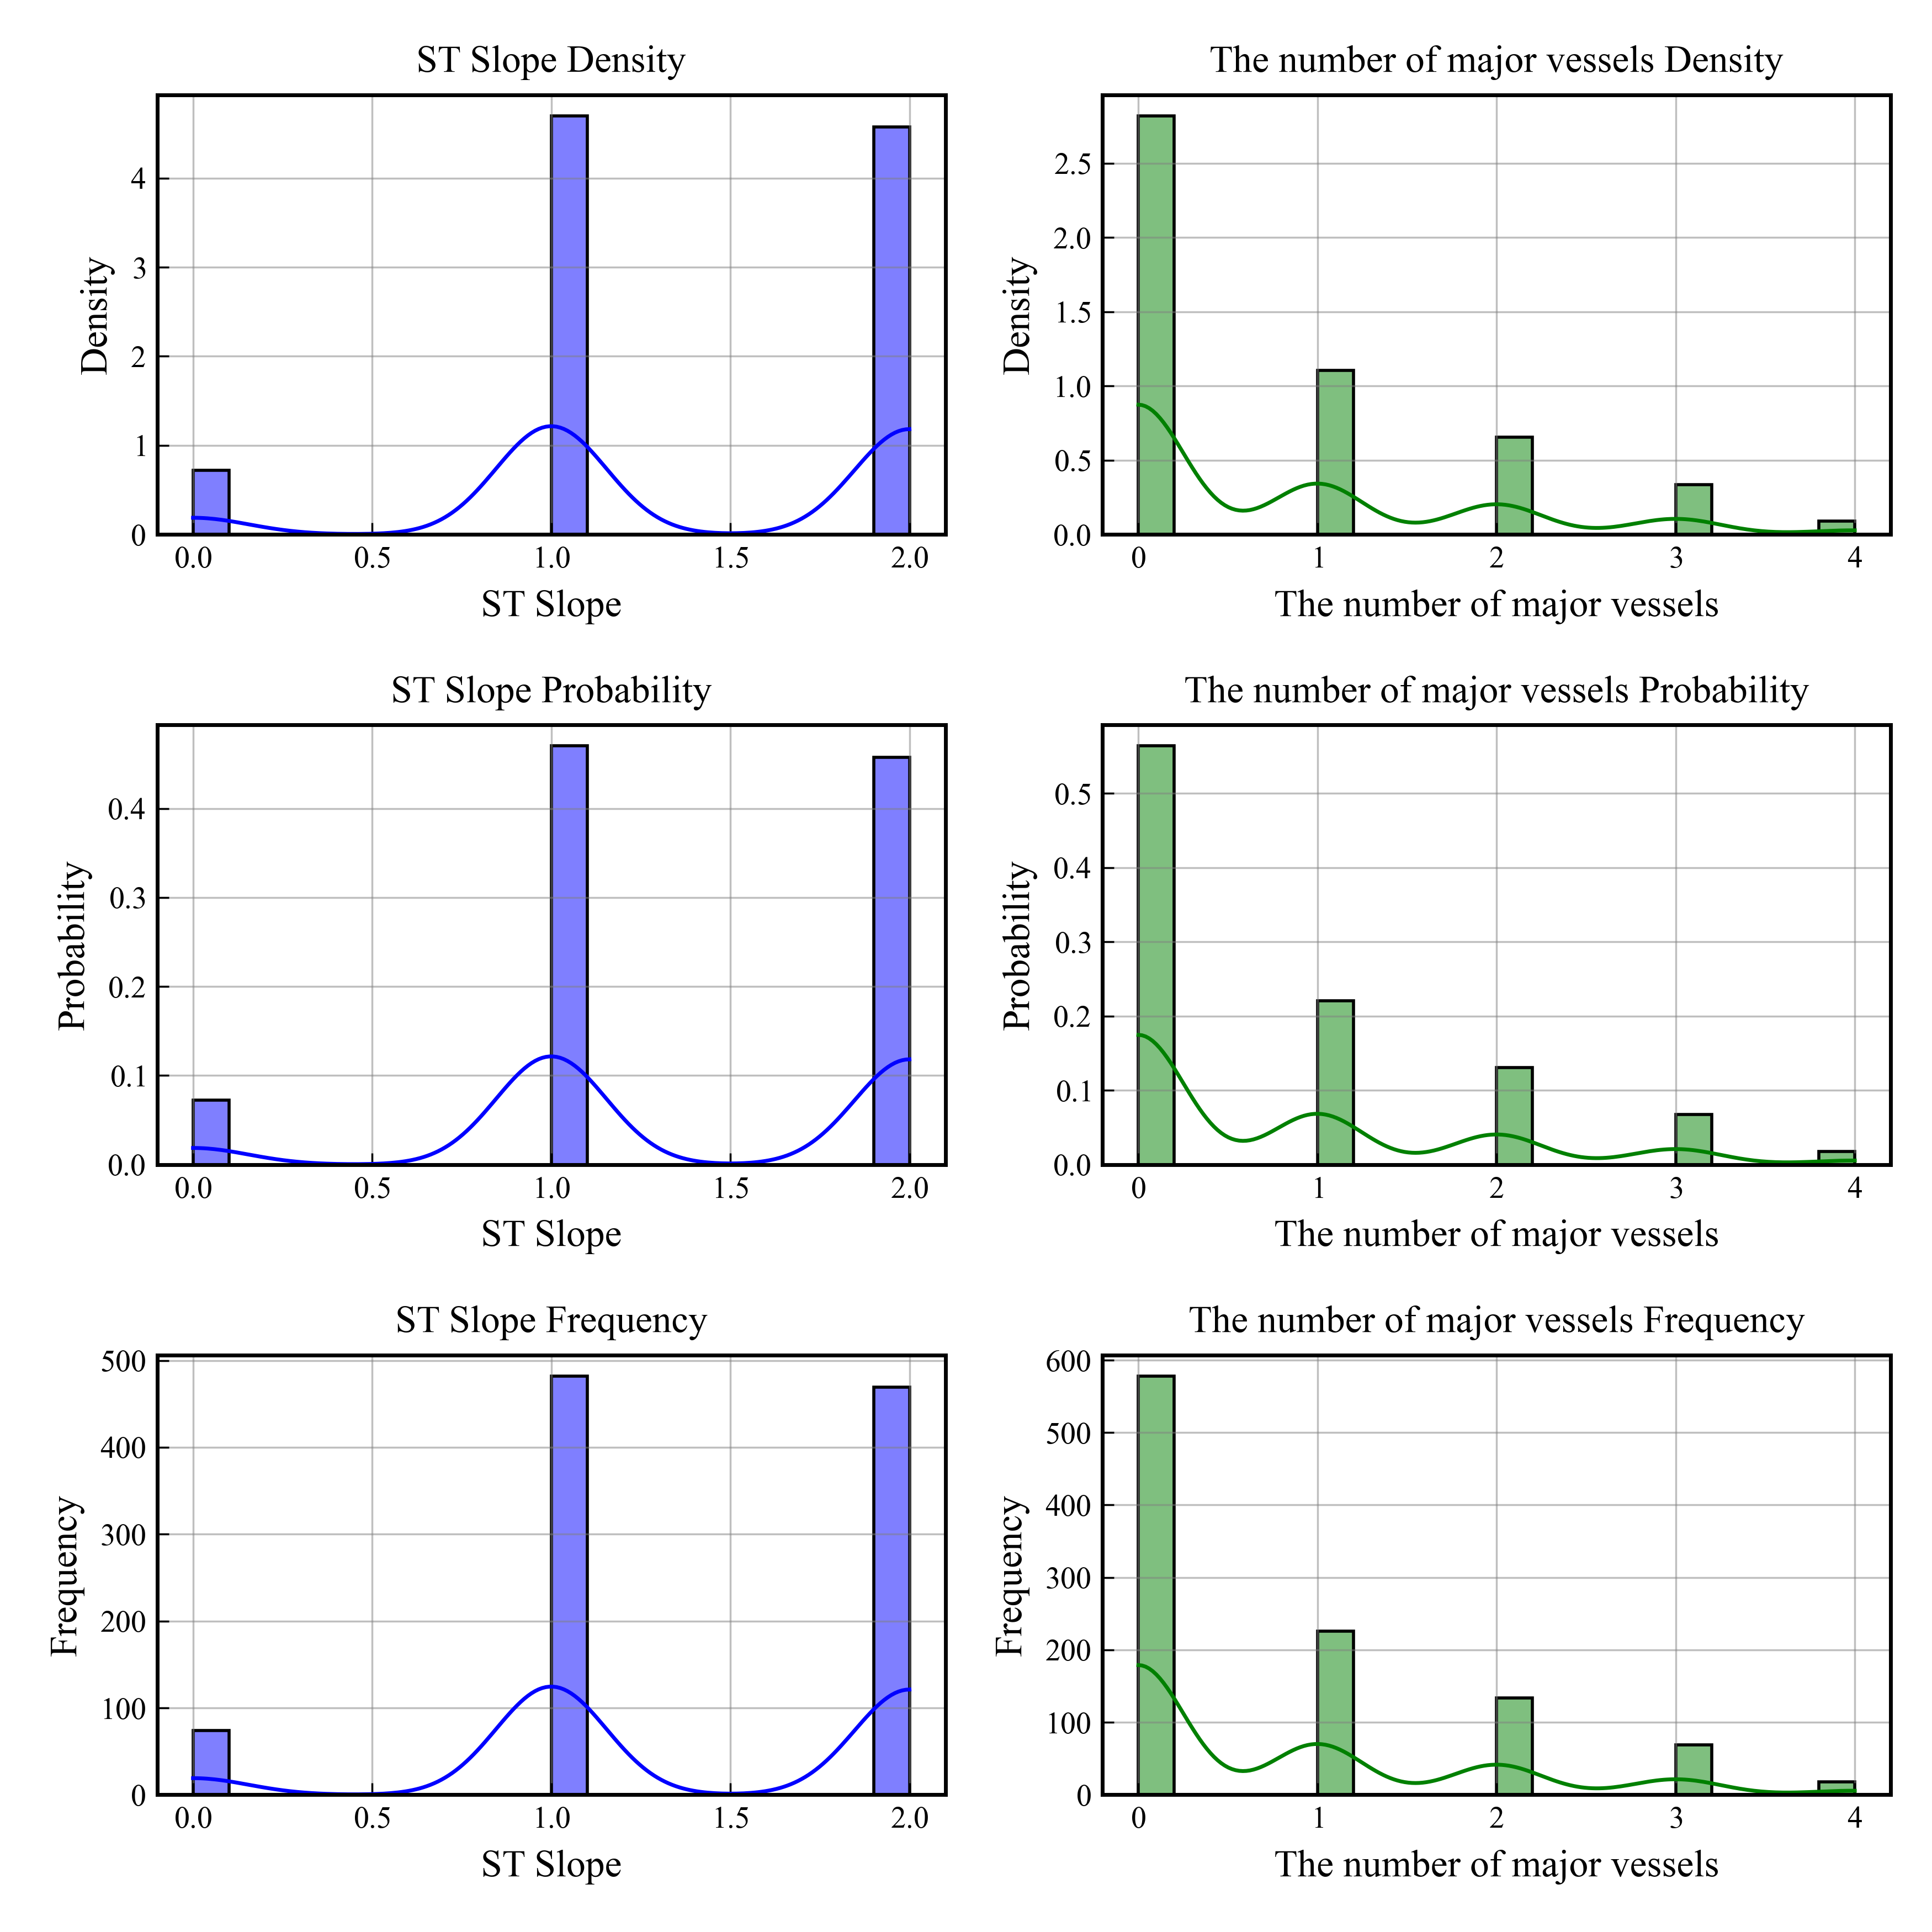 ST Slope Density
4
3
2
1
0
Density
0.0 0.5 1.0 1.5 2.0
ST Slope
The number of major vessels Density
2.5
2.0
1.5
1.0
0.5
0.0
Density
0 1 2 3 4
The number of major vessels
ST Slope Probability
0.4
0.3
0.2
0.1
0.0
Probability
0.0 0.5 1.0 1.5 2.0
ST Slope
The number of major vessels Probability
0.5
0.4
0.3
0.2
0.1
0.0
Probability
0 1 2 3 4
The number of major vessels
ST Slope Frequency
500
400
300
200
100
0
Frequency
0.0 0.5 1.0 1.5 2.0
ST Slope
The number of major vessels Frequency
600
500
400
300
200
100
0
Frequency
0 1 2 3 4
The number of major vessels